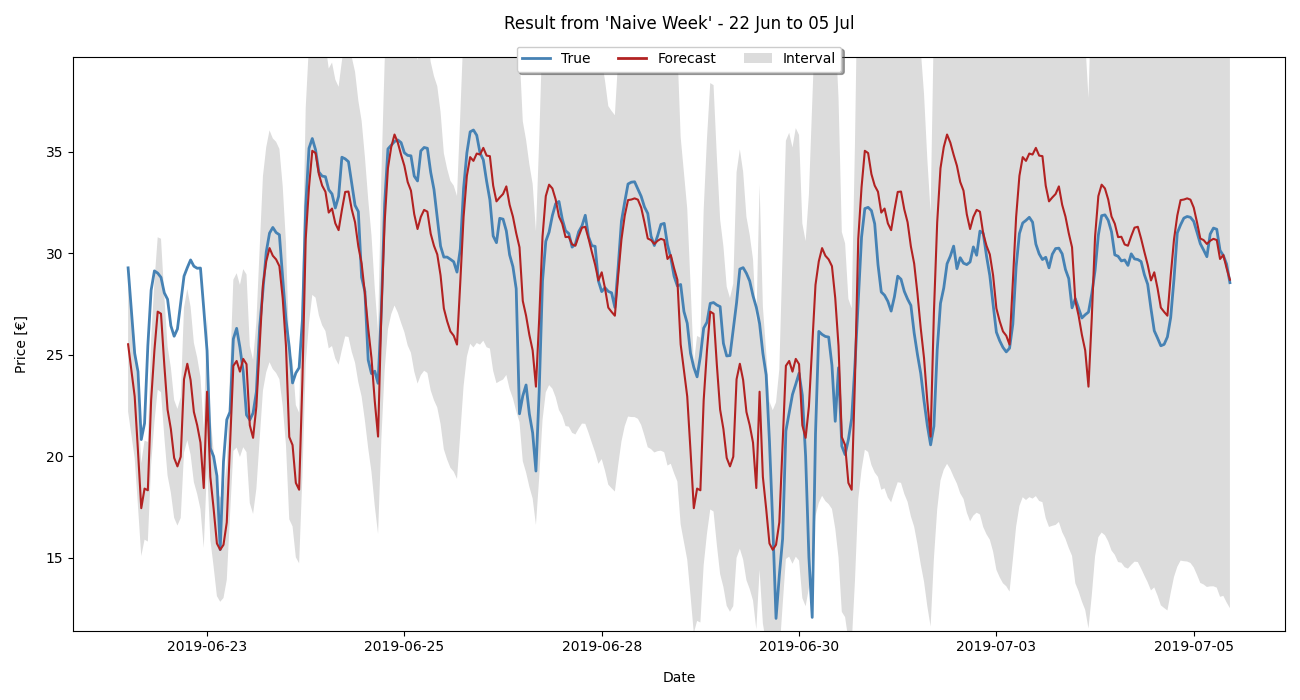 Result from 'Naive Week' - 22 Jun to 05 Jul
True Forecast Interval
Price [€]
35
30
25
20
15
2019-06-23 2019-06-25 2019-06-28 2019-06-30 2019-07-03 2019-07-05
Date